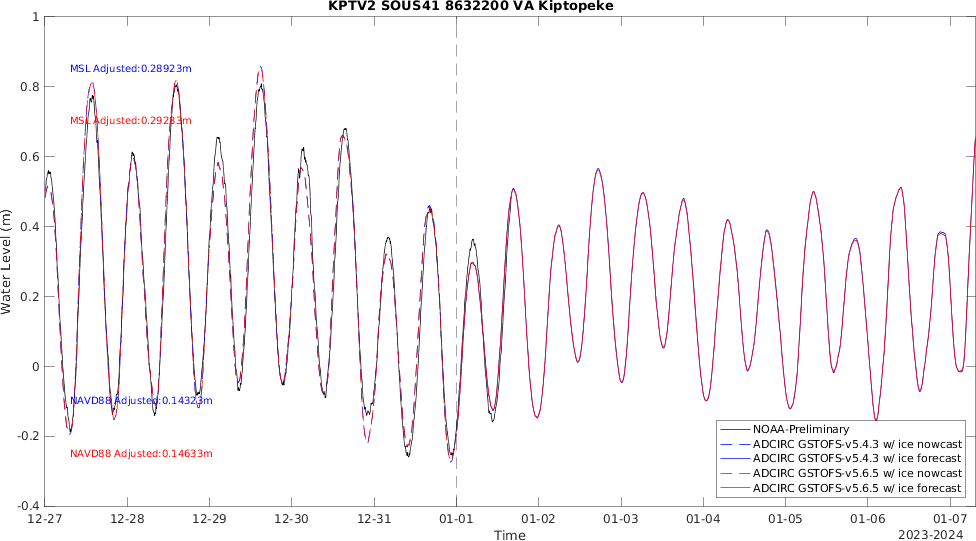 KPTV2 SOUS41 8632200 VA Kiptopeke
Water Level (m)
1
0.8
0.6
0.4
0.2
0
-0.2
-0.4
MSL Adjusted:0.28923m
MSL Adjusted:0.29283m
NAVD88 Adjusted:0.14323m
NAVD88 Adjusted:0.14633m
NOAA-Preliminary
ADCIRC GSTOFS-v5.4.3 w/ ice nowcast
ADCIRC GSTOFS-v5.4.3 w/ ice forecast
ADCIRC GSTOFS-v5.6.5 w/ ice nowcast
ADCIRC GSTOFS-v5.6.5 w/ ice forecast
12-27 12-28 12-29 12-30 12-31 01-01 01-02 01-03 01-04 01-05 01-06 01-07
Time
2023-2024